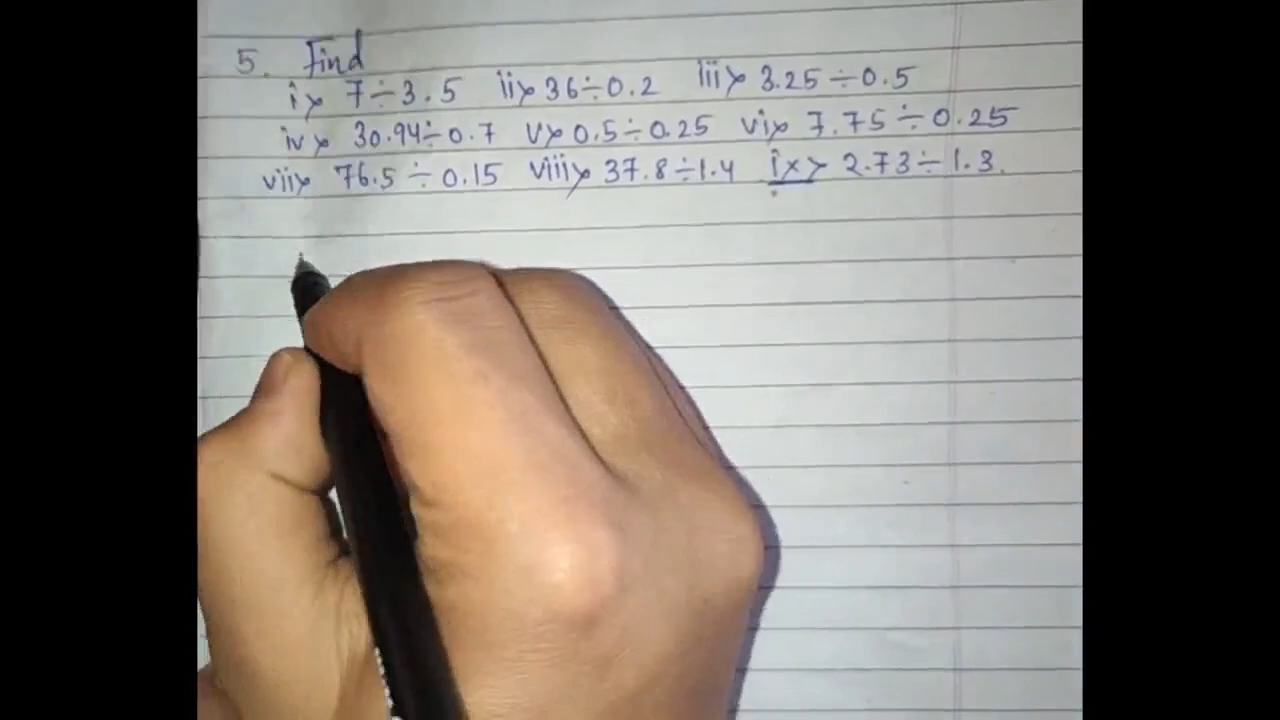 5. Find
i> 7÷3.5 ii> 36÷0.2 iii> 3.25÷0.5
iv> 30.94÷0.7 v> 0.5÷0.25 vi> 7.75÷0.25
vii> 76.5÷0.15 viii> 37.8÷1.4 ix> 2.73÷1.3.